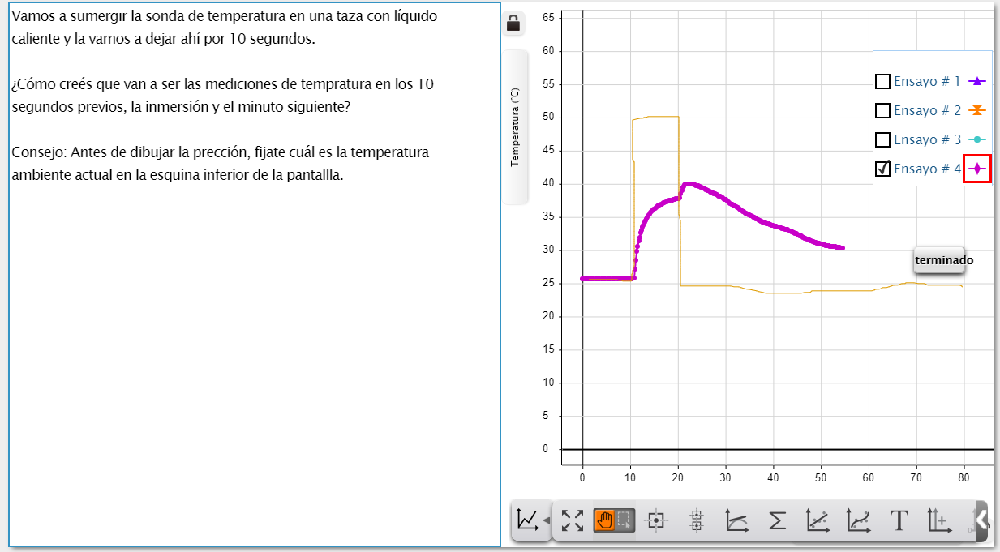 Vamos a sumergir la sonda de temperatura en una taza con líquido
caliente y la vamos a dejar ahí por 10 segundos.
¿Cómo creés que van a ser las mediciones de tempratura en los 10
segundos previos, la inmersión y el minuto siguiente?
Consejo: Antes de dibujar la prección, fijate cuál es la temperatura
ambiente actual en la esquina inferior de la pantallla.
Temperatura (°C)
65
60
55
50
45
40
35
30
25
20
15
10
5
0
Ensayo # 1
Ensayo # 2
Ensayo # 3
Ensayo # 4
terminado
0 10 20 30 40 50 60 70 80
Σ
T
0